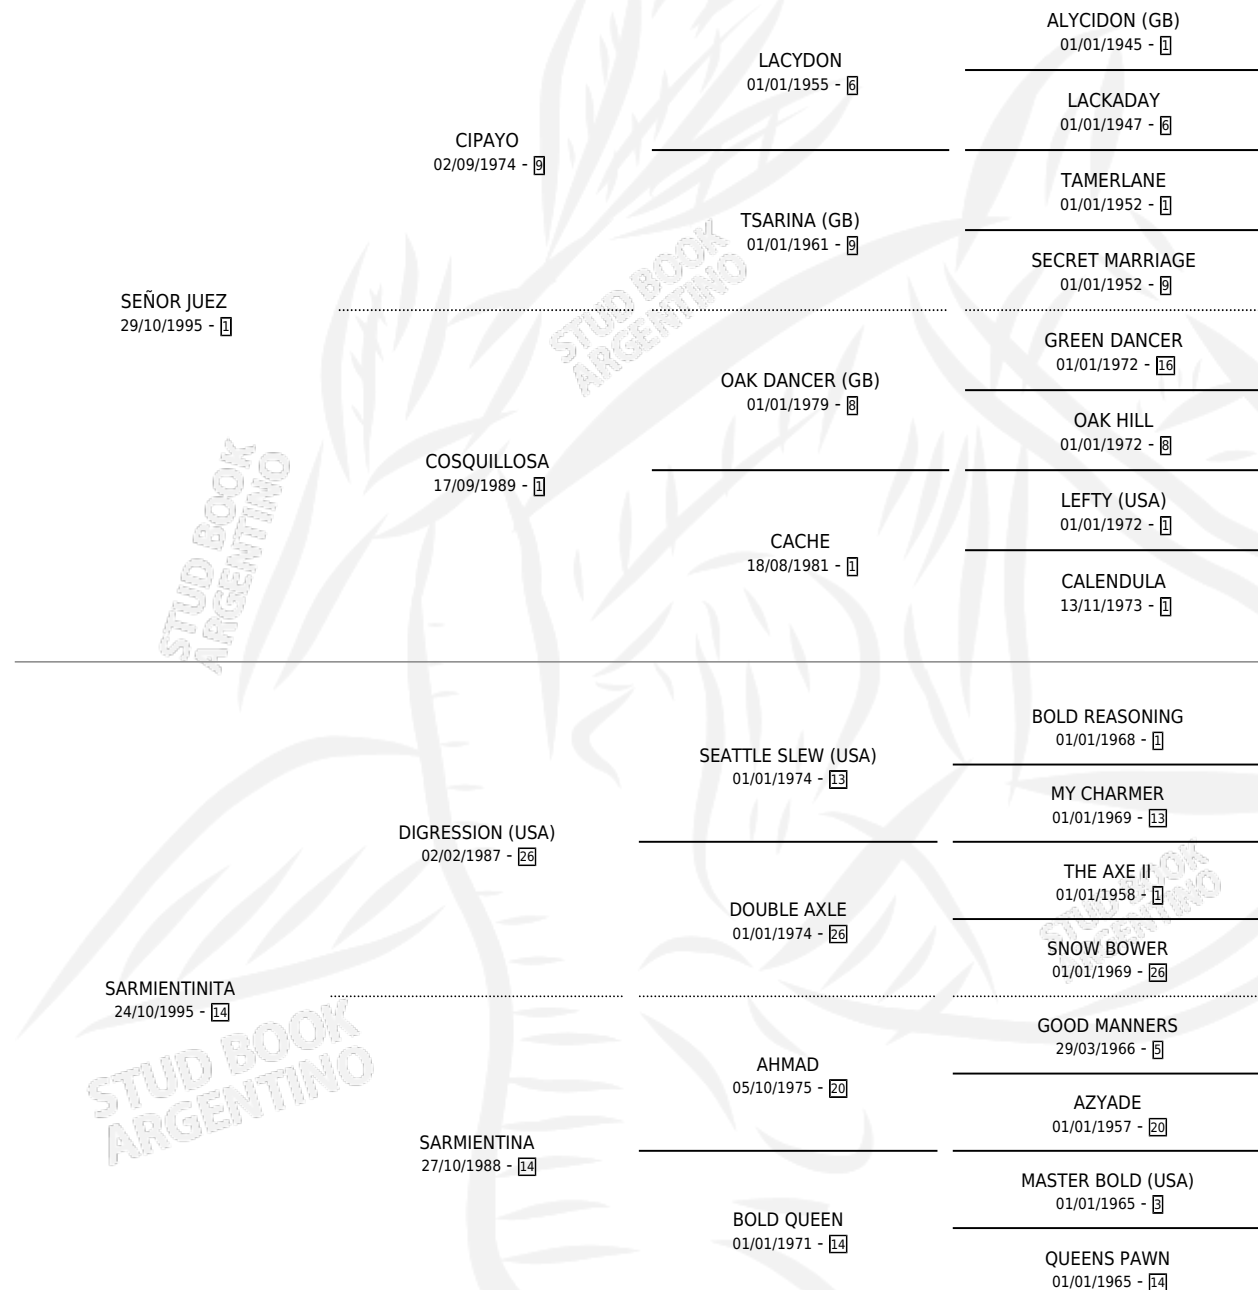 SEÑOR JUEZ
29/10/1995 - 1
CIPAYO
02/09/1974 - 9
LACYDON
01/01/1955 - 6
ALYCIDON (GB)
01/01/1945 - 1
LACKADAY
01/01/1947 - 6
TSARINA (GB)
01/01/1961 - 9
TAMERLANE
01/01/1952 - 1
SECRET MARRIAGE
01/01/1952 - 9
COSQUILLOSA
17/09/1989 - 1
OAK DANCER (GB)
01/01/1979 - 8
GREEN DANCER
01/01/1972 - 16
OAK HILL
01/01/1972 - 8
CACHE
18/08/1981 - 1
LEFTY (USA)
01/01/1972 - 1
CALENDULA
13/11/1973 - 1
SARMIENTINITA
24/10/1995 - 14
DIGRESSION (USA)
02/02/1987 - 26
SEATTLE SLEW (USA)
01/01/1974 - 13
BOLD REASONING
01/01/1968 - 1
MY CHARMER
01/01/1969 - 13
DOUBLE AXLE
01/01/1974 - 26
THE AXE II
01/01/1958 - 1
SNOW BOWER
01/01/1969 - 26
SARMIENTINA
27/10/1988 - 14
AHMAD
05/10/1975 - 20
GOOD MANNERS
29/03/1966 - 5
AZYADE
01/01/1957 - 20
BOLD QUEEN
01/01/1971 - 14
MASTER BOLD (USA)
01/01/1965 - 3
QUEENS PAWN
01/01/1965 - 14
STUD BOOK
ARGENTINO
STUD BOOK
ARGENTINO
STUD BOOK
ARGENTINO
STUD BOOK
ARGENTINO